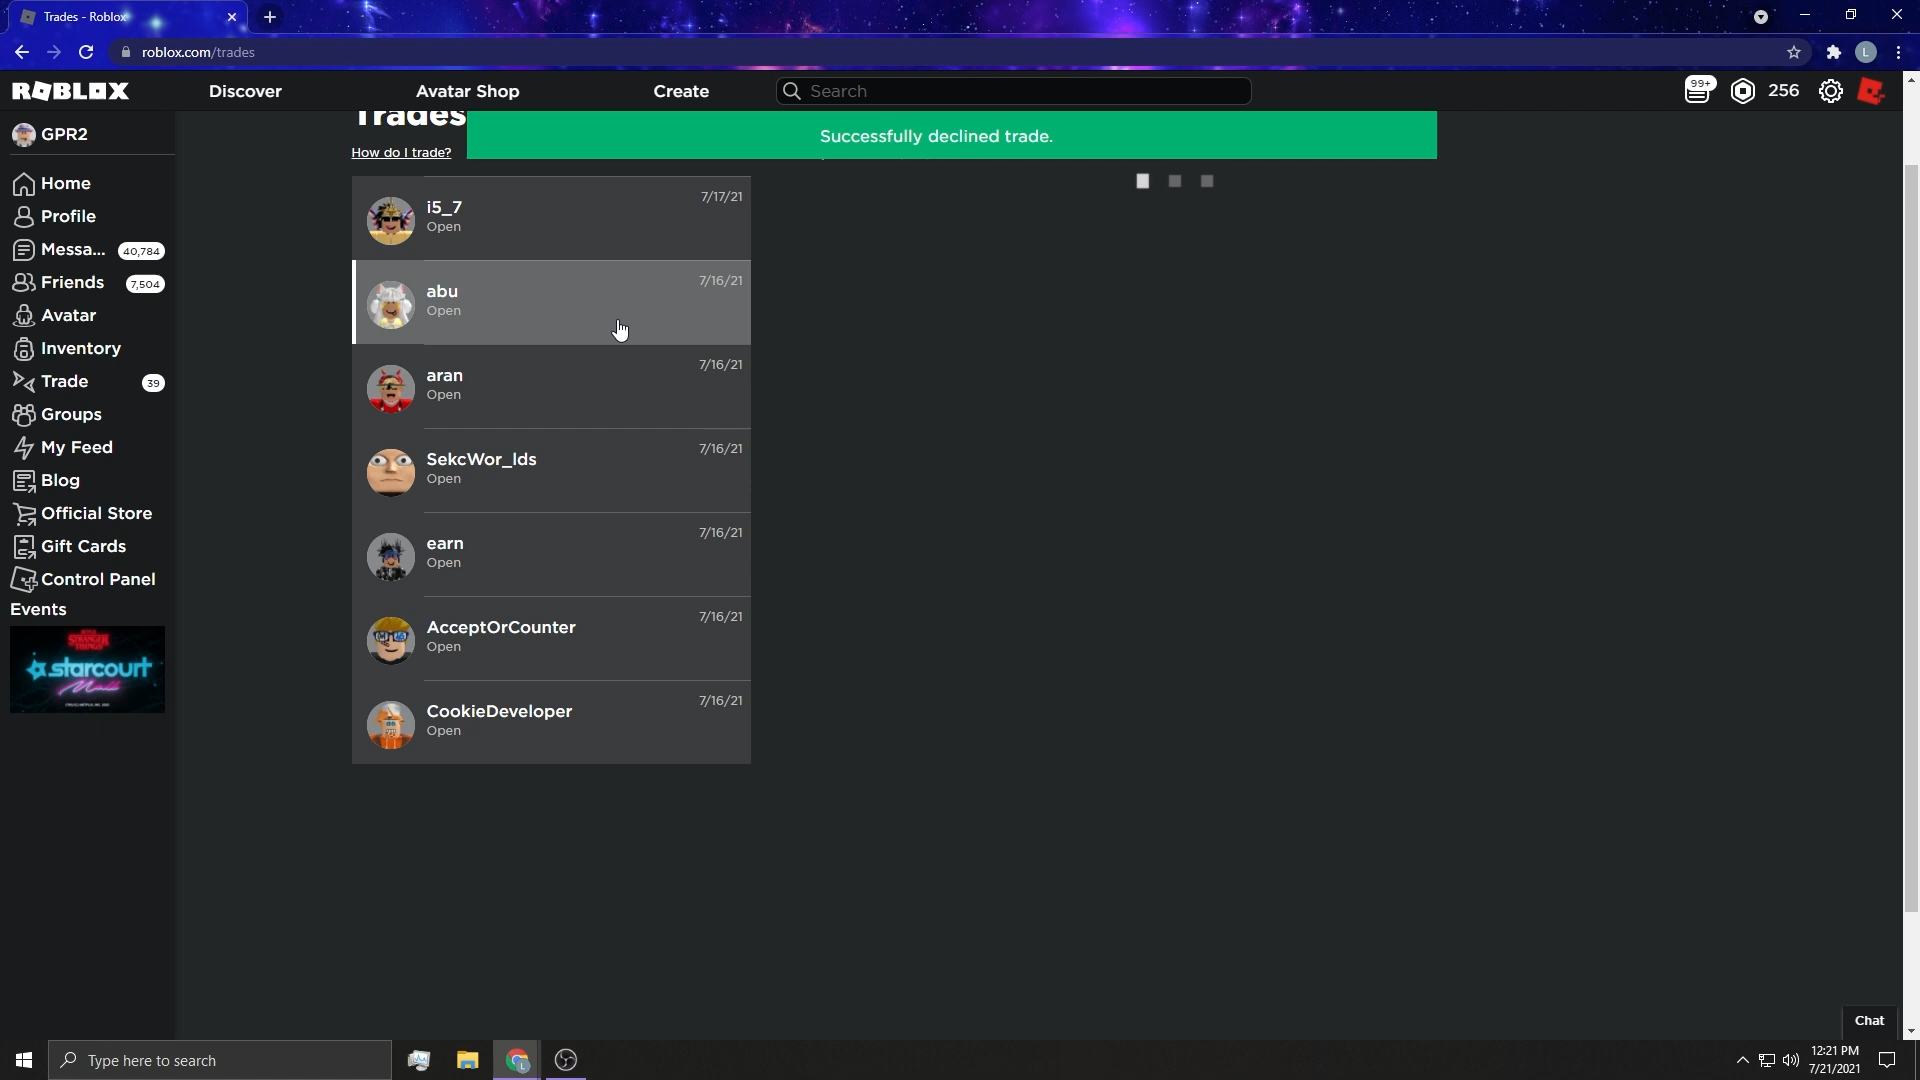 Trades - Roblox
roblox.com/trades
L
ROBLOX
Discover
Avatar Shop
Create
Search
99+
256
GPR2
Home
Profile
Messa... 40,784
Friends 7,504
Avatar
Inventory
Trade 39
Groups
My Feed
Blog
Official Store
Gift Cards
Control Panel
Events
STRANGER THINGS
starcourt
Mall
Trades
Successfully declined trade.
How do I trade?
i5_7 7/17/21
Open
abu 7/16/21
Open
aran 7/16/21
Open
SekcWor_lds 7/16/21
Open
earn 7/16/21
Open
AcceptOrCounter 7/16/21
Open
CookieDeveloper 7/16/21
Open
Chat
Type here to search
12:21 PM
7/21/2021